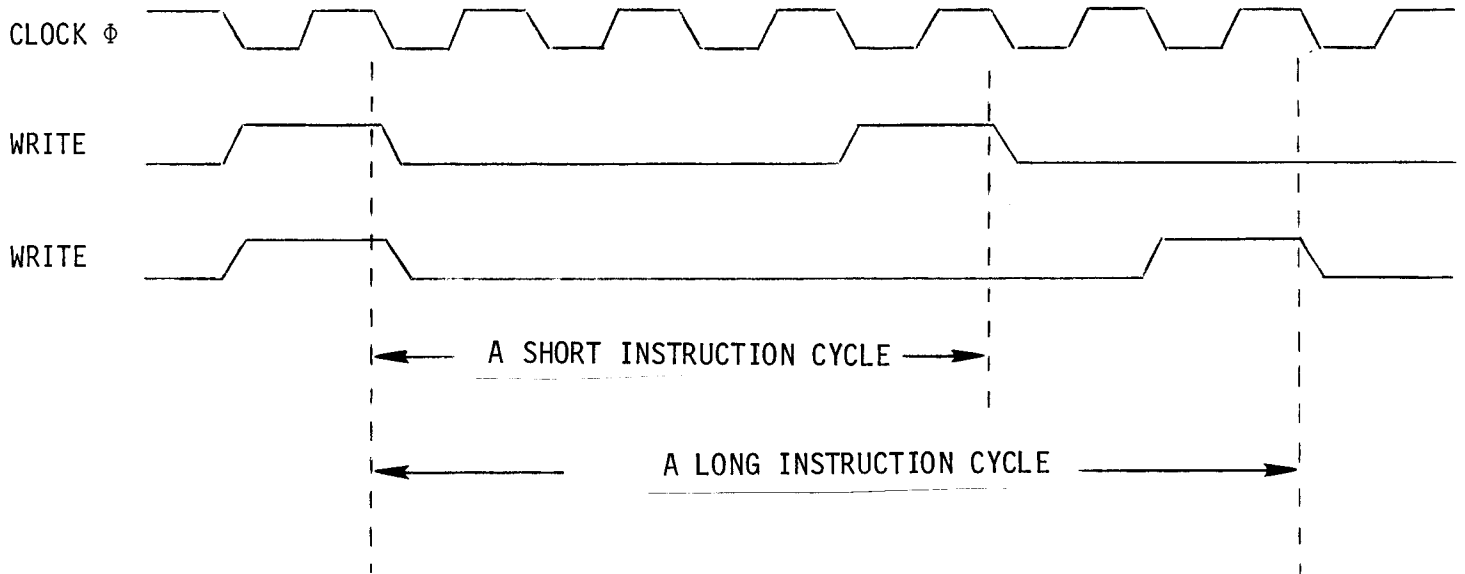 CLOCK Φ
WRITE
WRITE
A SHORT INSTRUCTION CYCLE
A LONG INSTRUCTION CYCLE